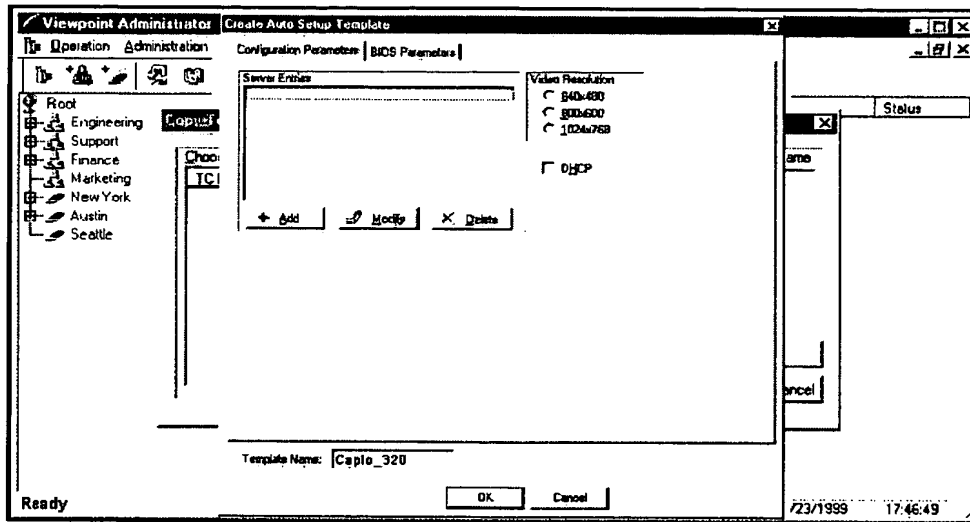 Viewpoint Administrator
Operation Administration
Root
Engineering
Support
Finance
Marketing
New York
Austin
Seattle
Choo
TC
Create Auto Setup Template
Configuration Parameters BIOS Parameters
Server Entries
Add Modify Delete
Video Resolution
640x480
800x600
1024x768
DHCP
Template Name: Caplo_320
OK Cancel
Status
ame
ancel
Ready
/23/1999 17:46:49